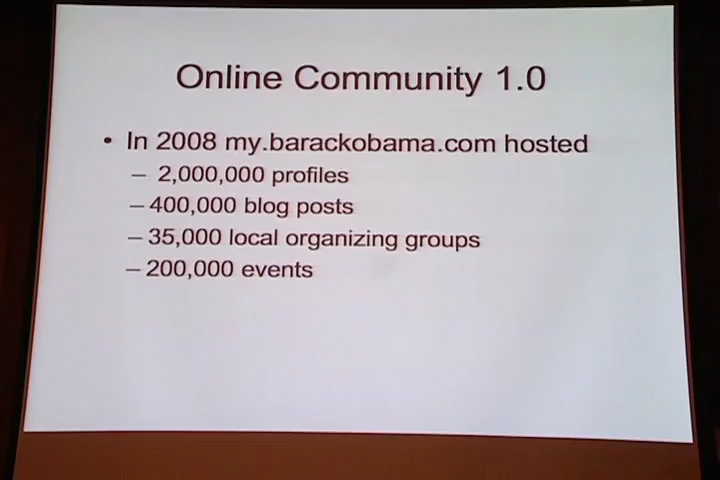 Online Community 1.0
• In 2008 my.barackobama.com hosted
– 2,000,000 profiles
– 400,000 blog posts
– 35,000 local organizing groups
– 200,000 events